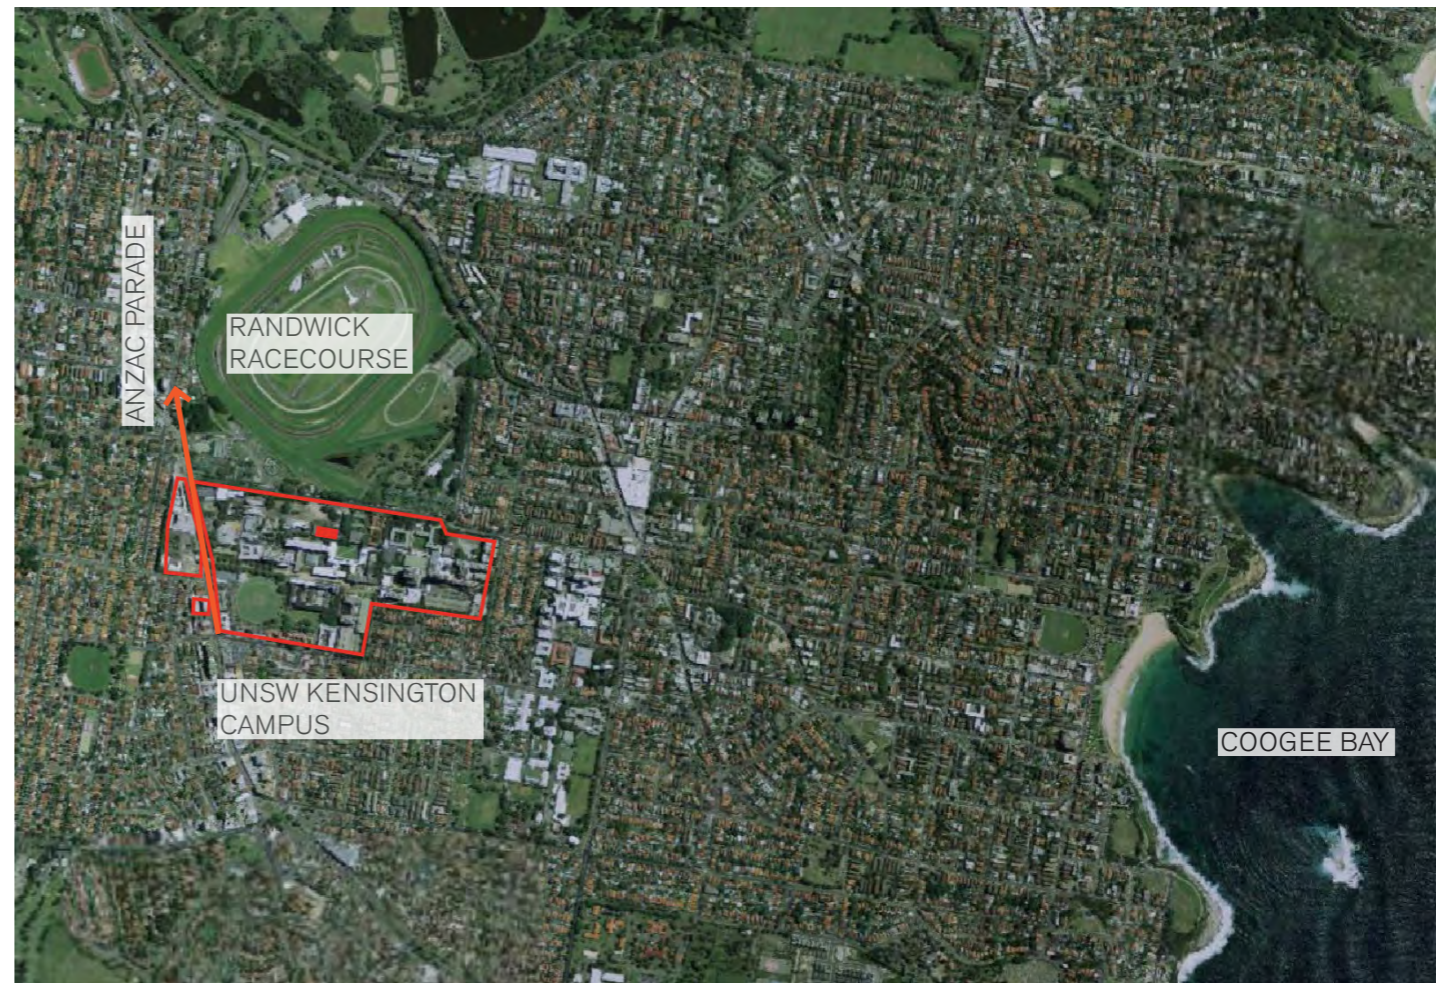 ANZAC PARADE
RANDWICK
RACECOURSE
UNSW KENSINGTON
CAMPUS
COOGEE BAY